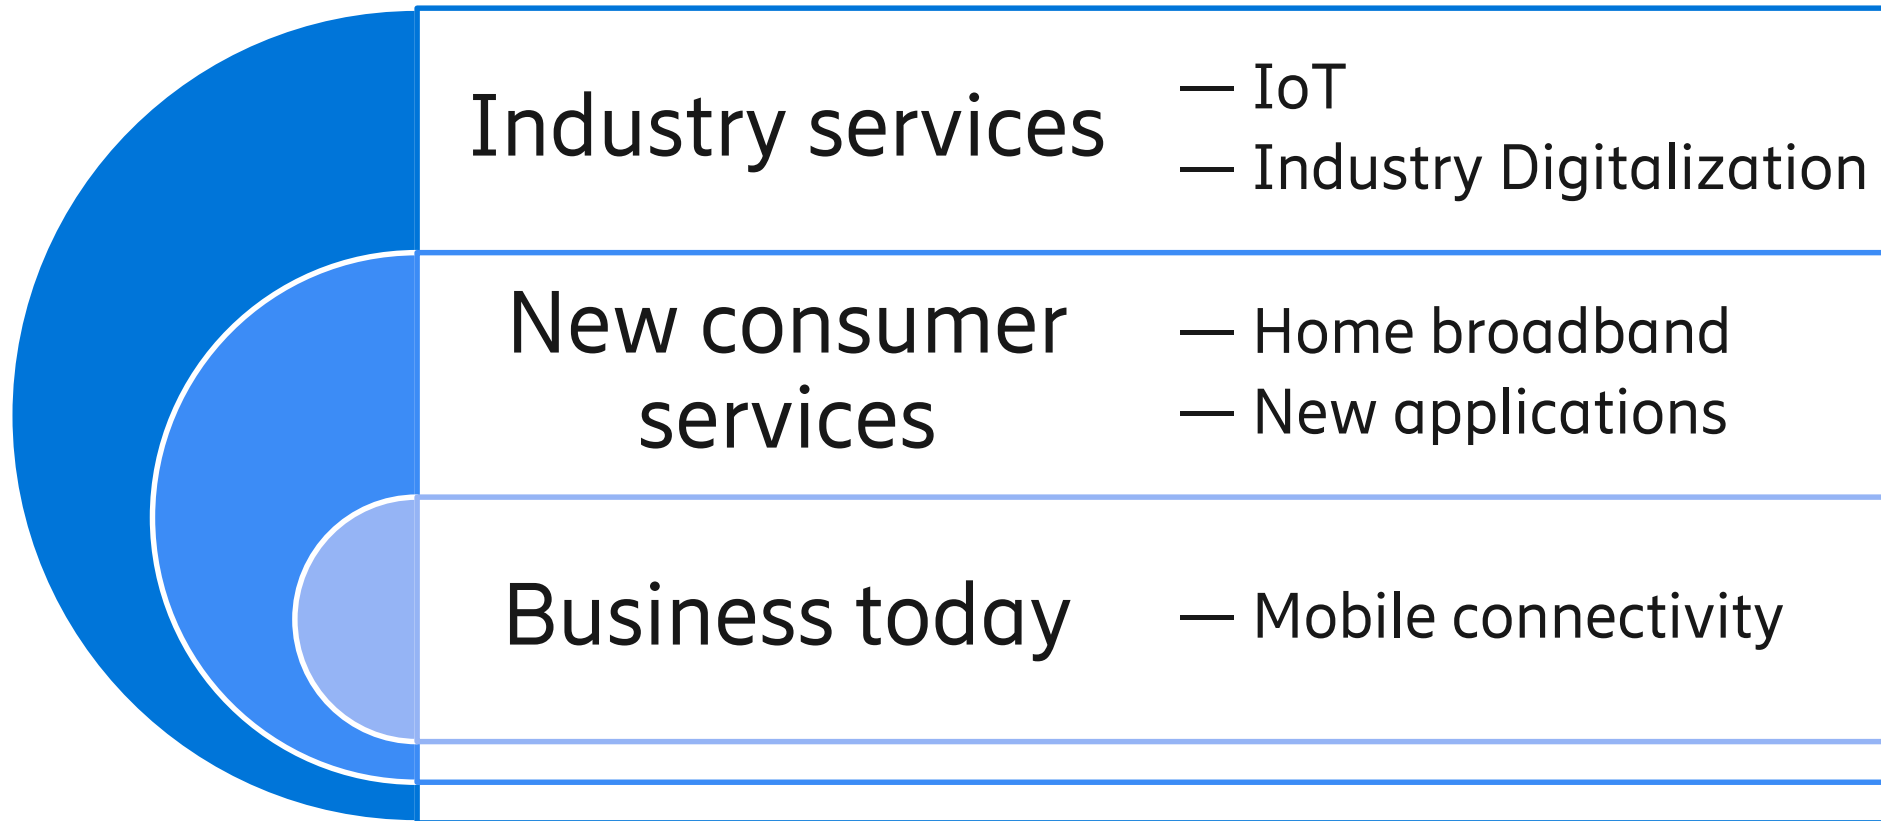 Industry services
— IoT
— Industry Digitalization
New consumer
services
— Home broadband
— New applications
Business today
— Mobile connectivity